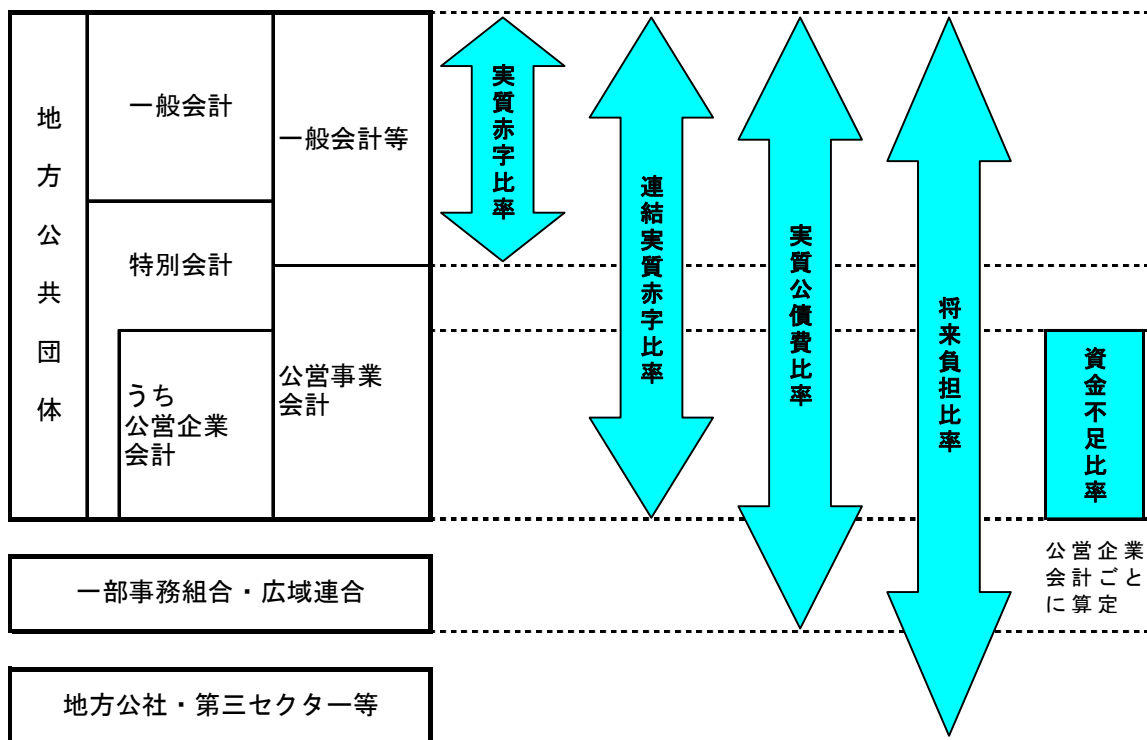 地方公共団体
一般会計
特別会計
うち
公営企業
会計
一般会計等
公営事業
会計
実質赤字比率
連結実質赤字比率
実質公債費比率
将来負担比率
資金不足比率
公営企業
会計ごと
に算定
一部事務組合・広域連合
地方公社・第三セクター等